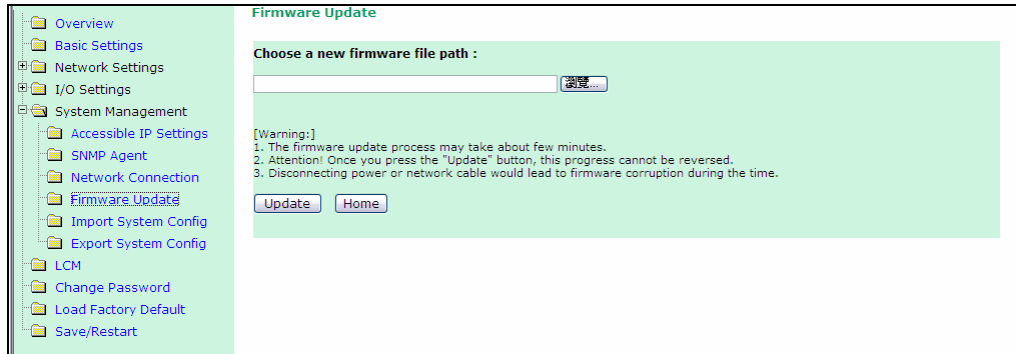 Overview
Basic Settings
Network Settings
I/O Settings
System Management
Accessible IP Settings
SNMP Agent
Network Connection
Firmware Update
Import System Config
Export System Config
LCM
Change Password
Load Factory Default
Save/Restart
Firmware Update
Choose a new firmware file path :
瀏覽...
[Warning:]
1. The firmware update process may take about few minutes.
2. Attention! Once you press the "Update" button, this progress cannot be reversed.
3. Disconnecting power or network cable would lead to firmware corruption during the time.
Update Home